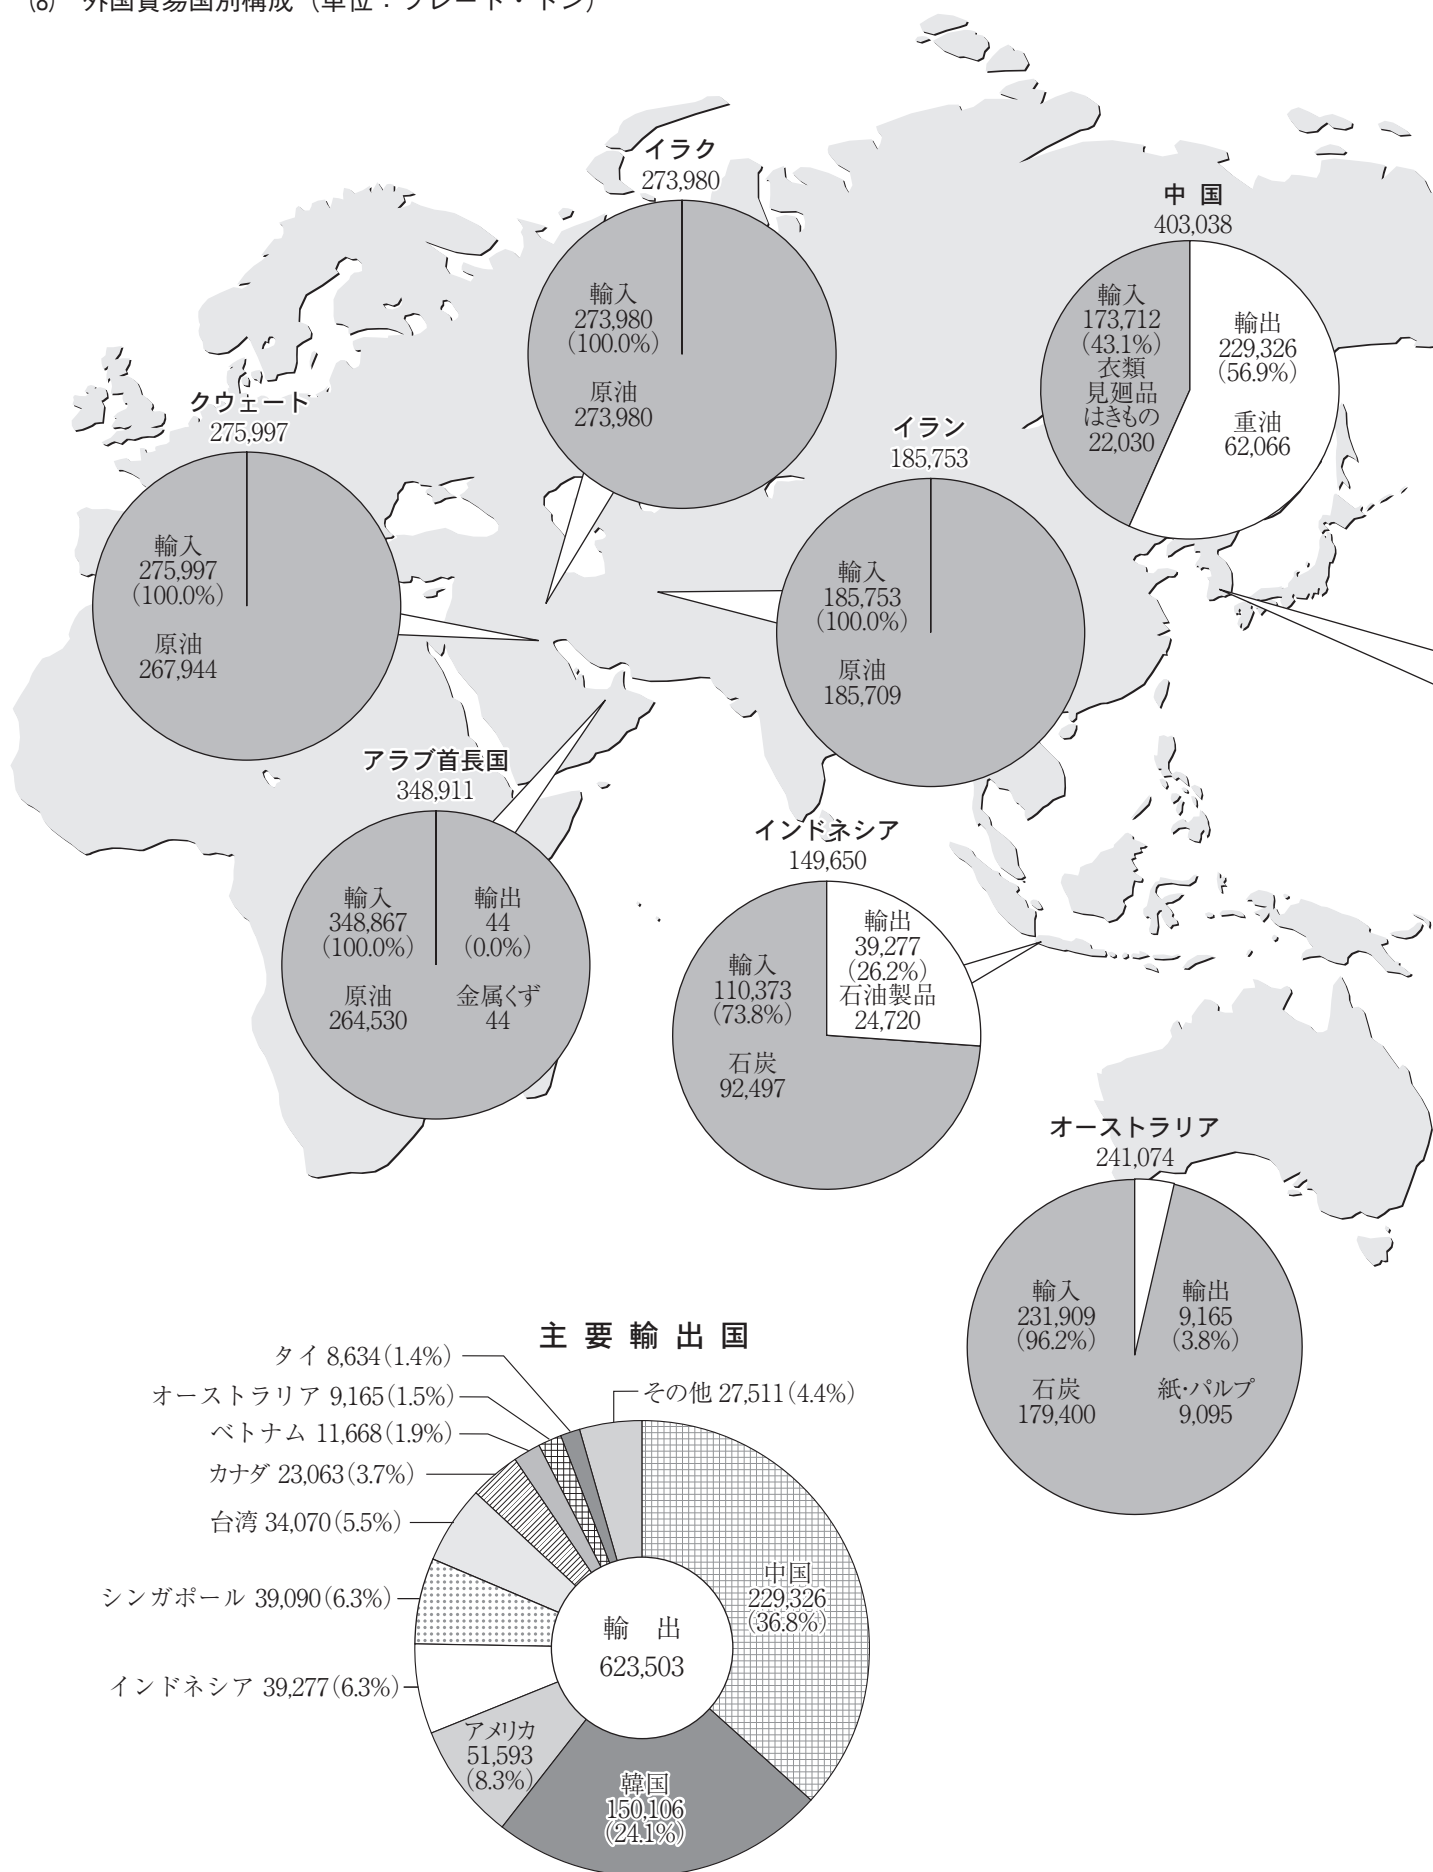 (8) 外国貿易国別構成（単位：フレート・トン）
イラク
273,980
輸入
273,980
(100.0%)
原油
273,980
中 国
403,038
輸入
173,712
(43.1%)
衣類
見廻品
はきもの
22,030
輸出
229,326
(56.9%)
重油
62,066
クウェート
275,997
輸入
275,997
(100.0%)
原油
267,944
イラン
185,753
輸入
185,753
(100.0%)
原油
185,709
アラブ首長国
348,911
輸入
348,867
(100.0%)
原油
264,530
輸出
44
(0.0%)
金属くず
44
インドネシア
149,650
輸入
110,373
(73.8%)
石炭
92,497
輸出
39,277
(26.2%)
石油製品
24,720
オーストラリア
241,074
輸入
231,909
(96.2%)
石炭
179,400
輸出
9,165
(3.8%)
紙・パルプ
9,095
主 要 輸 出 国
タイ 8,634(1.4%)
オーストラリア 9,165(1.5%)
ベトナム 11,668(1.9%)
カナダ 23,063(3.7%)
台湾 34,070(5.5%)
シンガポール 39,090(6.3%)
インドネシア 39,277(6.3%)
その他 27,511(4.4%)
中国
229,326
(36.8%)
輸 出
623,503
アメリカ
51,593
(8.3%)
韓国
150,106
(24.1%)